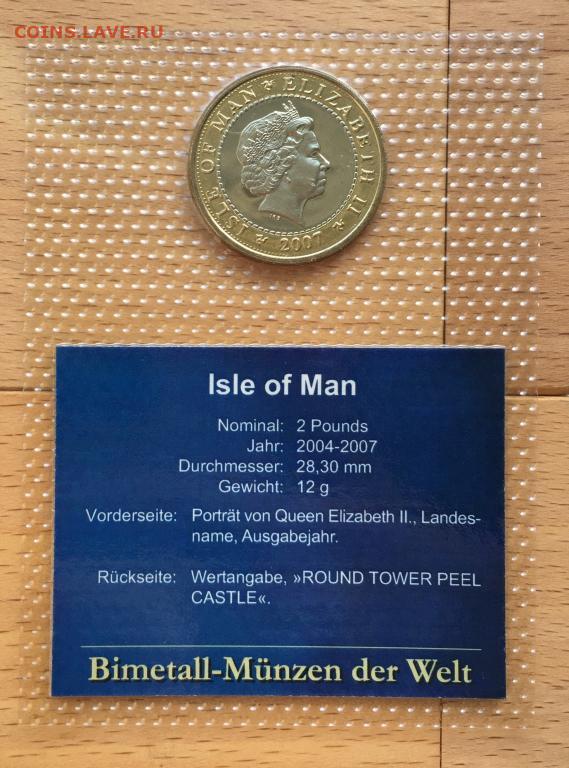 COINS.LAVE.RU
ISLE OF MAN ELIZABETH II
2007
Isle of Man
Nominal: 2 Pounds
Jahr: 2004-2007
Durchmesser: 28,30 mm
Gewicht: 12 g
Vorderseite: Porträt von Queen Elizabeth II., Landes-
name, Ausgabejahr.
Rückseite: Wertangabe, »ROUND TOWER PEEL
CASTLE«.
Bimetall-Münzen der Welt